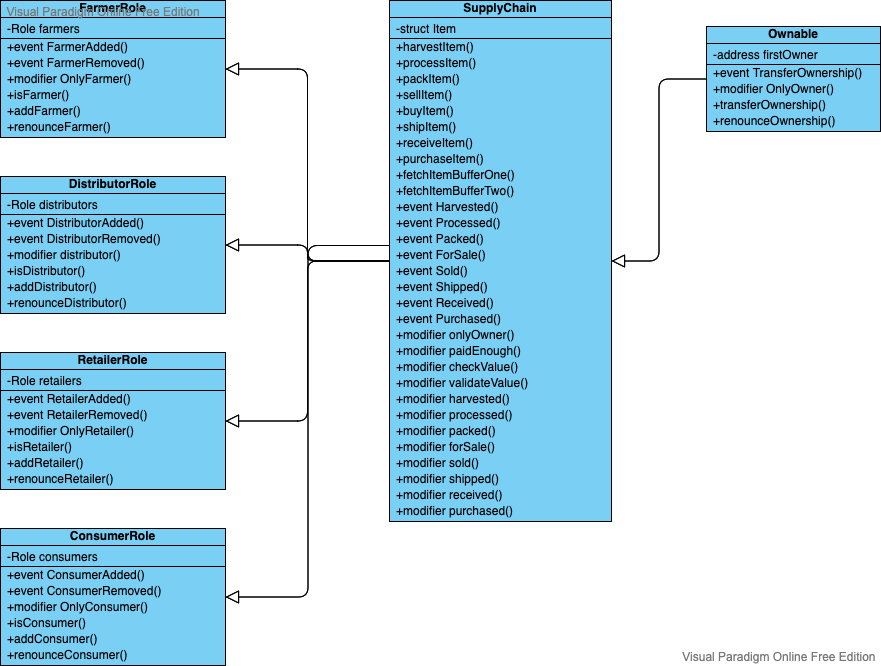 FarmerRole
Visual Paradigm Online Free Edition
-Role farmers
+event FarmerAdded()
+event FarmerRemoved()
+modifier OnlyFarmer()
+isFarmer()
+addFarmer()
+renounceFarmer()
DistributorRole
-Role distributors
+event DistributorAdded()
+event DistributorRemoved()
+modifier distributor()
+isDistributor()
+addDistributor()
+renounceDistributor()
RetailerRole
-Role retailers
+event RetailerAdded()
+event RetailerRemoved()
+modifier OnlyRetailer()
+isRetailer()
+addRetailer()
+renounceRetailer()
ConsumerRole
-Role consumers
+event ConsumerAdded()
+event ConsumerRemoved()
+modifier OnlyConsumer()
+isConsumer()
+addConsumer()
+renounceConsumer()
SupplyChain
-struct Item
+harvestItem()
+processItem()
+packItem()
+sellItem()
+buyItem()
+shipItem()
+receiveItem()
+purchaseItem()
+fetchItemBufferOne()
+fetchItemBufferTwo()
+event Harvested()
+event Processed()
+event Packed()
+event ForSale()
+event Sold()
+event Shipped()
+event Received()
+event Purchased()
+modifier onlyOwner()
+modifier paidEnough()
+modifier checkValue()
+modifier validateValue()
+modifier harvested()
+modifier processed()
+modifier packed()
+modifier forSale()
+modifier sold()
+modifier shipped()
+modifier received()
+modifier purchased()
Ownable
-address firstOwner
+event TransferOwnership()
+modifier OnlyOwner()
+transferOwnership()
+renounceOwnership()
Visual Paradigm Online Free Edition